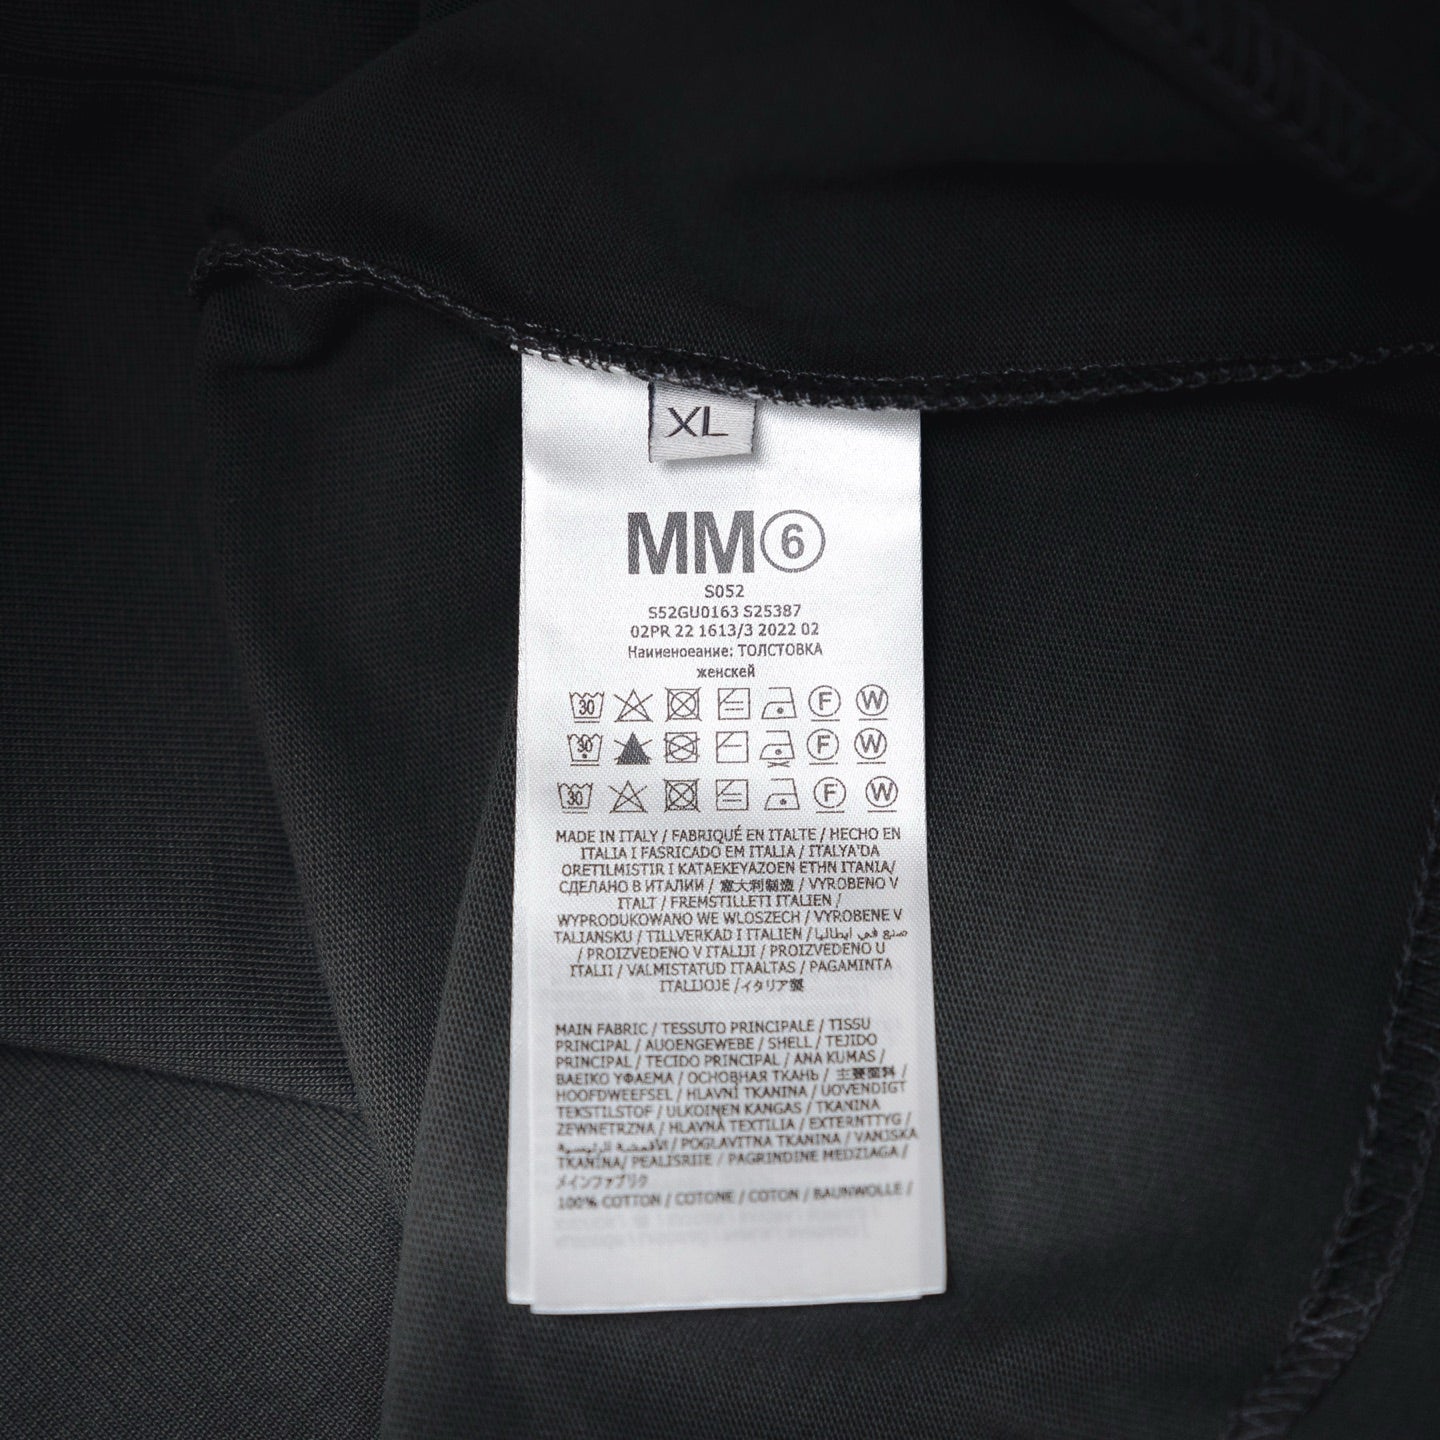 XL
MM6
S052
S52GU0163 S25387
02PR 22 1613/3 2022 02
Наиненоеание: ТОЛСТОВКА
женскей
30 F W
30 F W
30 F W
MADE IN ITALY / FABRIQUÉ EN ITALTE / HECHO EN
ITALIA I FASRICADO EM ITALIA / ITALYA'DA
ORETILMISTIR I KATAEKEYAZOEN ETHN ITANIA/
СДЕЛАНО В ИТАЛИИ / 意大利制造 / VYROBENO V
ITALT / FREMSTILLETI ITALIEN /
WYPRODUKOWANO WE WLOSZECH / VYROBENE V
TALIANSKU / TILLVERKAD I ITALIEN / صنع في ايطاليا
/ PROIZVEDENO V ITALIJI / PROIZVEDENO U
ITALII / VALMISTATUD ITAALTAS / PAGAMINTA
ITALIJOJE /イタリア製
MAIN FABRIC / TESSUTO PRINCIPALE / TISSU
PRINCIPAL / AUOENGEWEBE / SHELL / TEJIDO
PRINCIPAL / TECIDO PRINCIPAL / ANA KUMAS /
ΒΑΕΙΚΟ ΥΦΑΕΜΑ / ОСНОВНАЯ ТКАНЬ / 主要面料 /
HOOFDWEEFSEL / HLAVNÍ TKANINA / UOVENDIGT
TEKSTILSTOF / ULKOINEN KANGAS / TKANINA
ZEWNETRZNA / HLAVNÁ TEXTILIA / EXTERNTTYG /
الأقمشة الرئيسية / POGLAVITNA TKANINA / VANJSKA
TKANINA/ PEALISRIIE / PAGRINDINE MEDZIAGA /
メインファブリク
100% COTTON / COTONE / COTON / BAUNWOLLE /